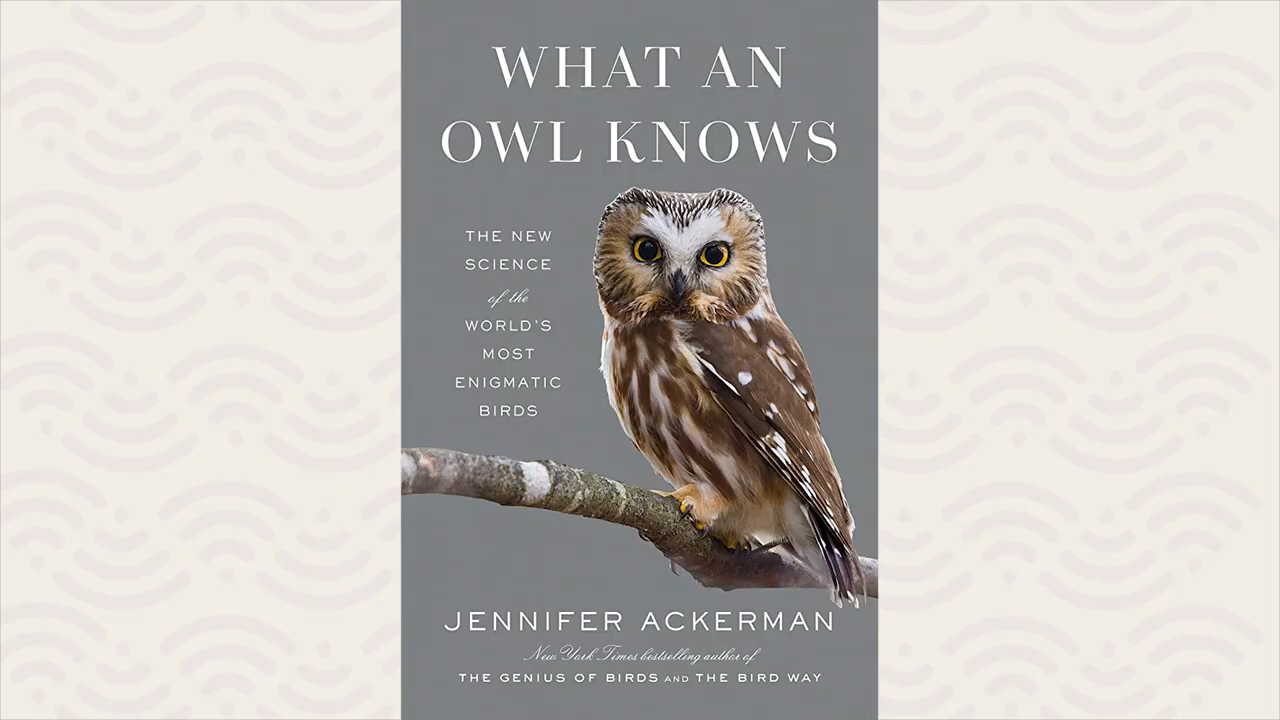 WHAT AN
OWL KNOWS
THE NEW
SCIENCE
of the
WORLD'S
MOST
ENIGMATIC
BIRDS
JENNIFER ACKERMAN
New York Times bestselling author of
THE GENIUS OF BIRDS AND THE BIRD WAY